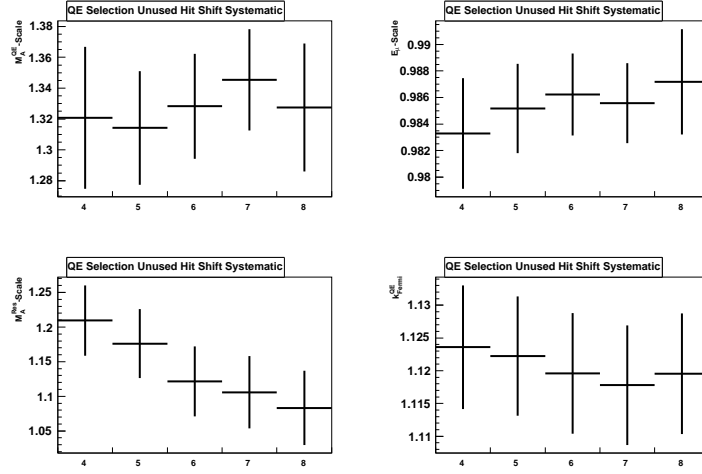 QE Selection Unused Hit Shift Systematic
M_A^QE-Scale
1.38
1.36
1.34
1.32
1.3
1.28
4 5 6 7 8
QE Selection Unused Hit Shift Systematic
E_μ-Scale
0.99
0.988
0.986
0.984
0.982
0.98
4 5 6 7 8
QE Selection Unused Hit Shift Systematic
M_A^Res-Scale
1.25
1.2
1.15
1.1
1.05
4 5 6 7 8
QE Selection Unused Hit Shift Systematic
k_Fermi^QE
1.13
1.125
1.12
1.115
1.11
4 5 6 7 8